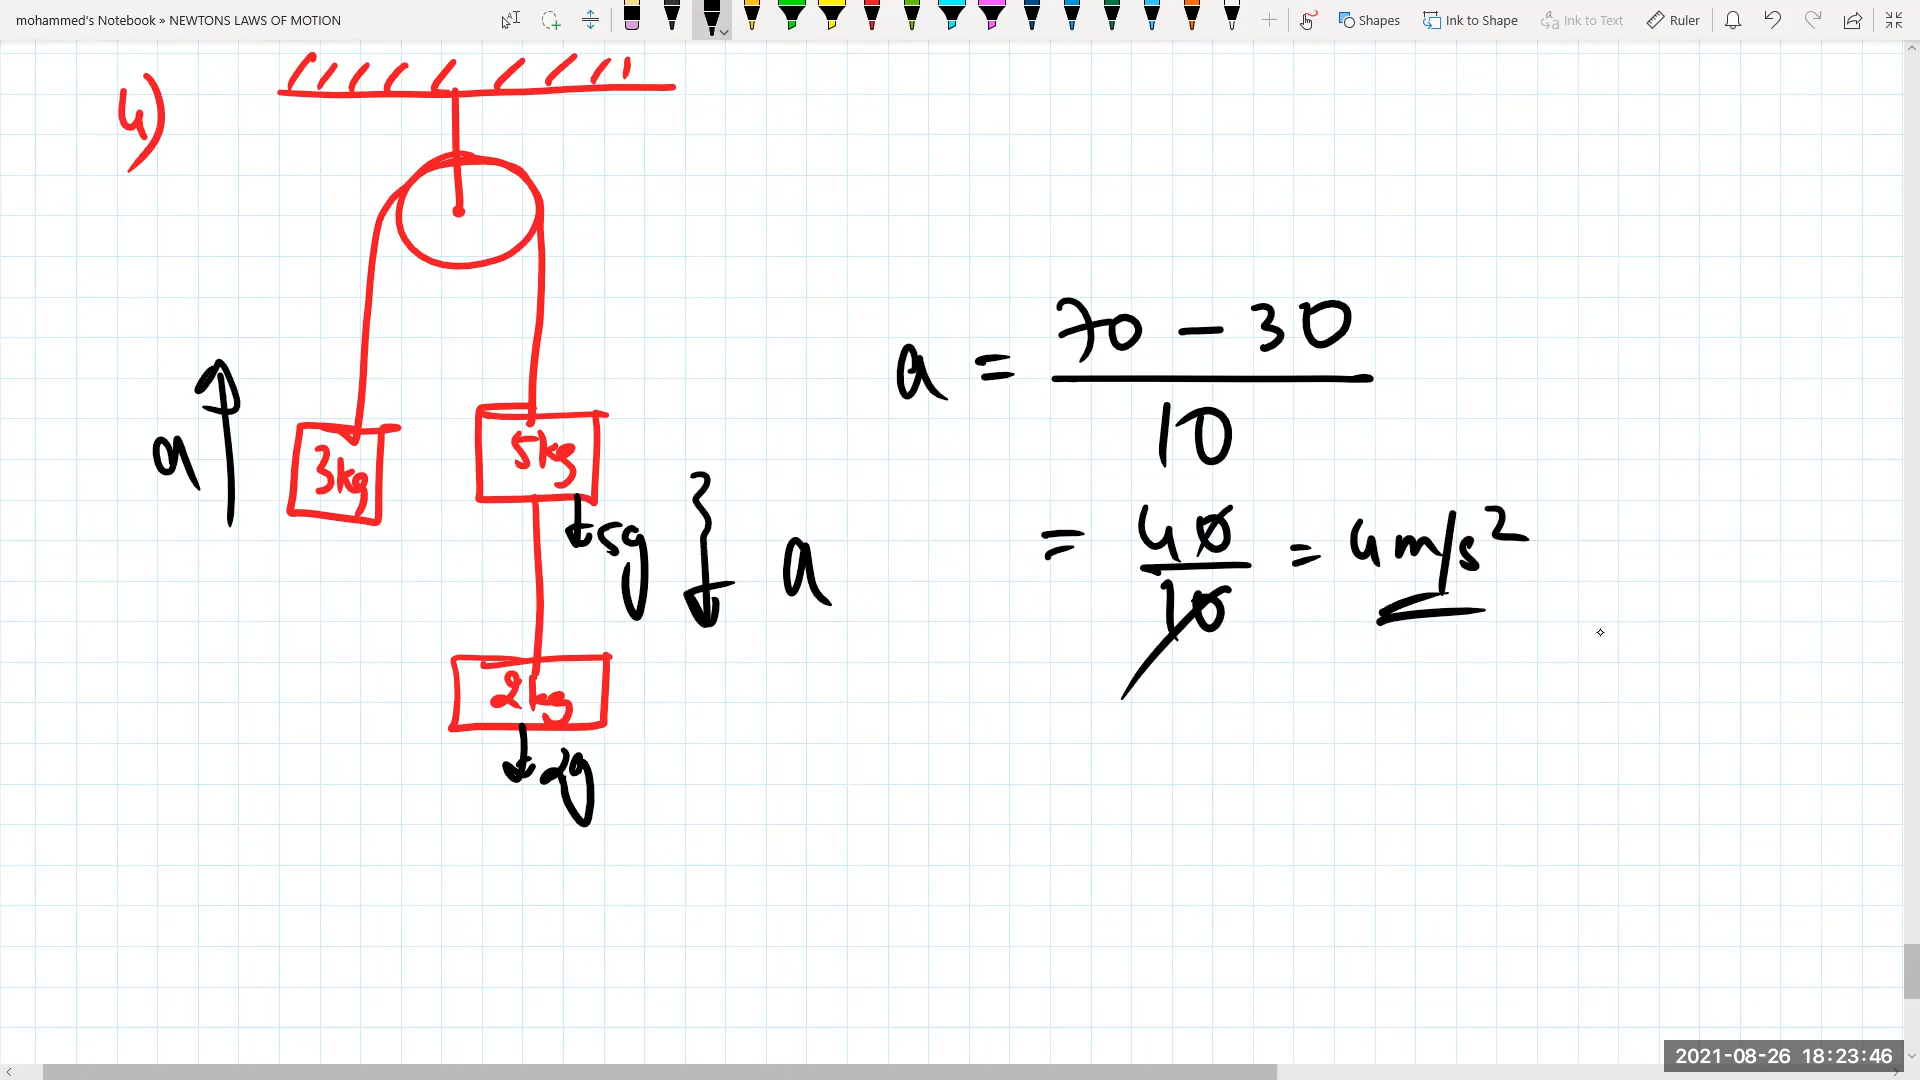 mohammed's Notebook » NEWTONS LAWS OF MOTION
Shapes
Ink to Shape
Ink to Text
Ruler
4)
3kg
5kg
a
5g
a
2kg
2g
a = 70 - 30
10
= 40 = 4 m/s²
10
2021-08-26 18:23:46